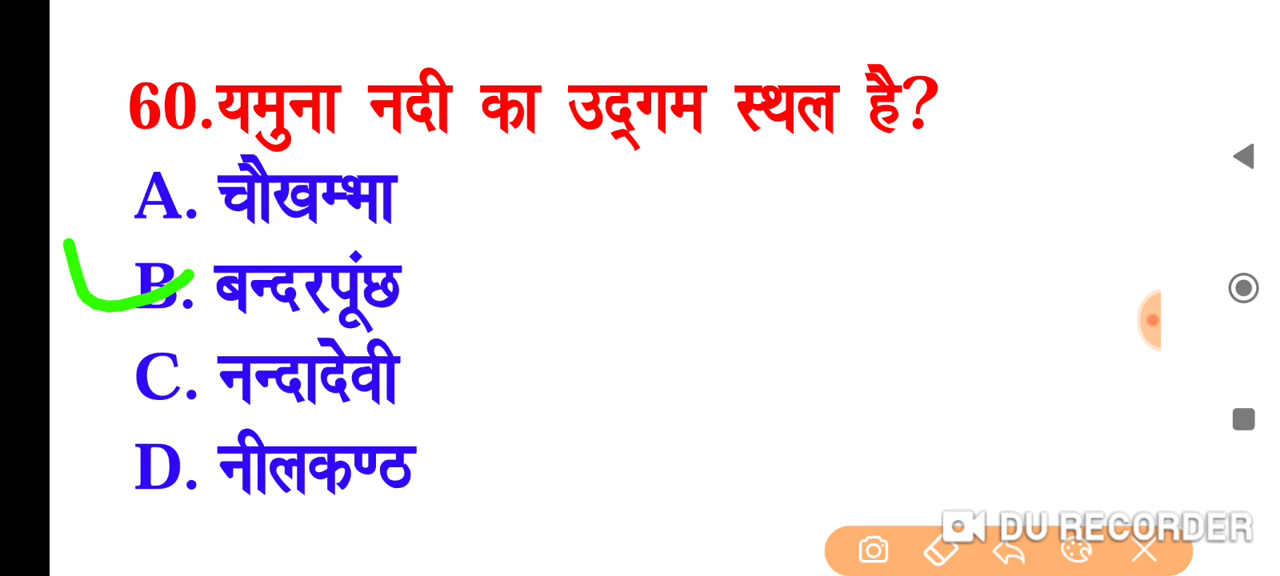 60.यमुना नदी का उद्गम स्थल है?
A. चौखम्भा
B. बन्दरपूंछ
C. नन्दादेवी
D. नीलकण्ठ
DU RECORDER